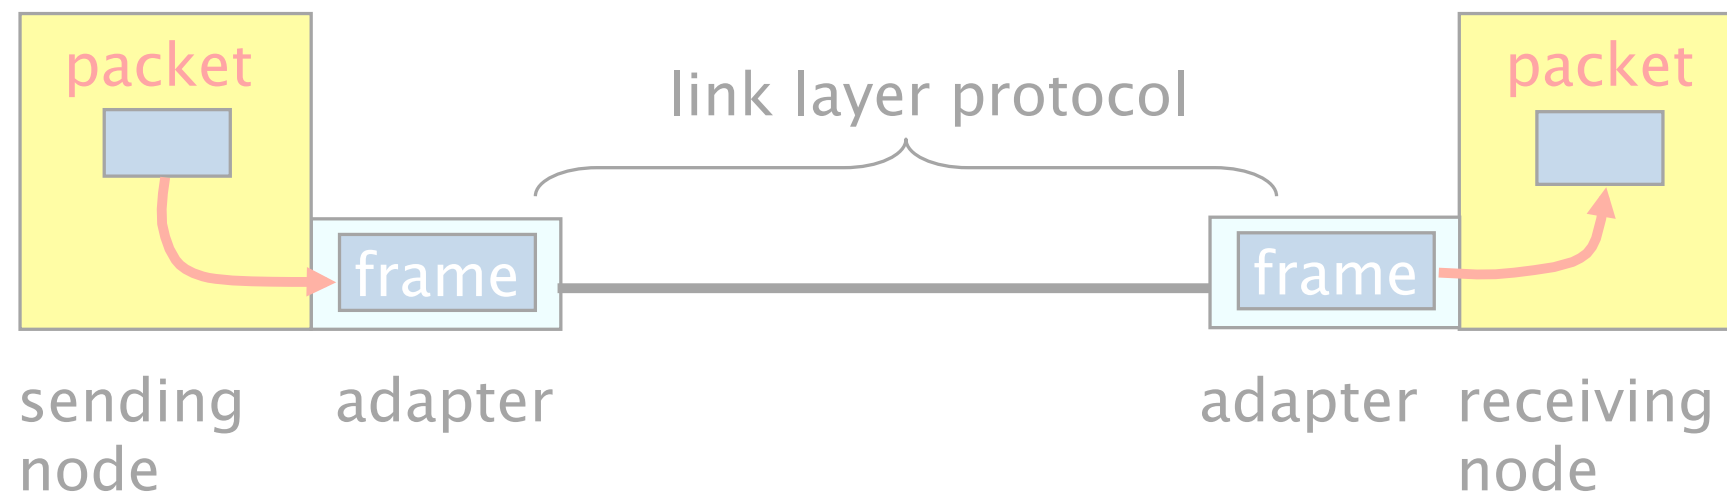 packet
link layer protocol
packet
frame
frame
sending
node
adapter
adapter
receiving
node